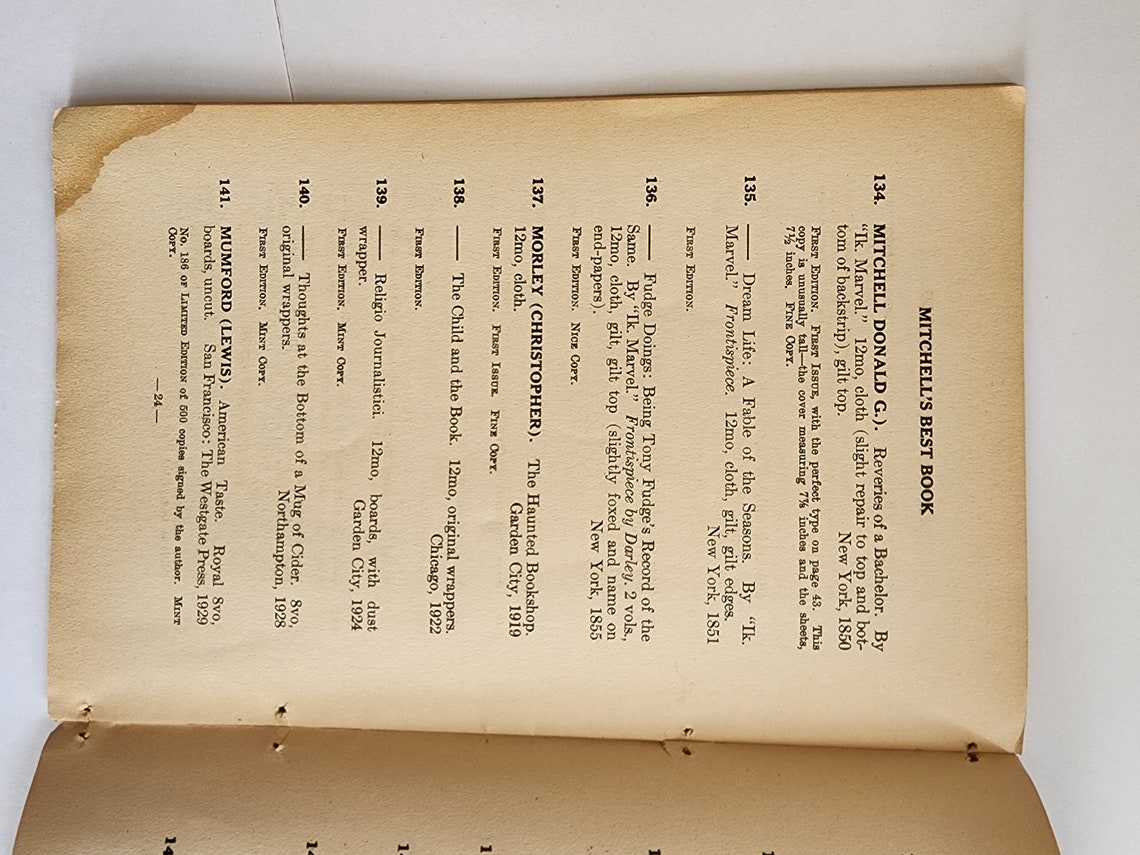 MITCHELL'S BEST BOOK
134. MITCHELL DONALD G.). Reveries of a Bachelor. By
"Ik. Marvel." 12mo, cloth (slight repair to top and bot-
tom of backstrip), gilt top. New York, 1850
First Edition. First Issue, with the perfect type on page 43. This
copy is unusually tall—the cover measuring 7⅞ inches and the sheets,
7½ inches. Fine Copy.
135. —— Dream Life: A Fable of the Seasons. By "Ik.
Marvel." Frontispiece. 12mo, cloth, gilt, gilt edges.
New York, 1851
First Edition.
136. —— Fudge Doings: Being Tony Fudge's Record of the
Same. By "Ik. Marvel." Frontispiece by Darley. 2 vols.,
12mo, cloth, gilt, gilt top (slightly foxed and name on
end-papers). New York, 1855
First Edition. Nice Copy.
137. MORLEY (CHRISTOPHER). The Haunted Bookshop.
12mo, cloth. Garden City, 1919
First Edition. First Issue. Fine Copy.
138. —— The Child and the Book. 12mo, original wrappers.
Chicago, 1922
First Edition.
139. —— Religio Journalistici. 12mo, boards, with dust
wrapper. Garden City, 1924
First Edition. Mint Copy.
140. —— Thoughts at the Bottom of a Mug of Cider. 8vo,
original wrappers. Northampton, 1928
First Edition. Mint Copy.
141. MUMFORD (LEWIS). American Taste. Royal 8vo,
boards, uncut. San Francisco: The Westgate Press, 1929
No. 186 of Limited Edition of 500 copies signed by the author. Mint
Copy.
—24—